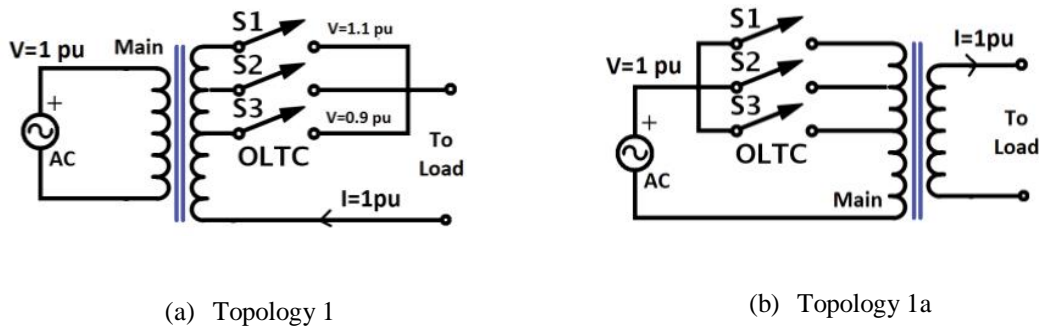 S1
V=1.1 pu
V=1 pu
Main
S2
+
S3
V=0.9 pu
AC
OLTC
To
Load
I=1pu
(a) Topology 1
S1
I=1pu
V=1 pu
S2
+
S3
AC
OLTC
To
Load
Main
(b) Topology 1a